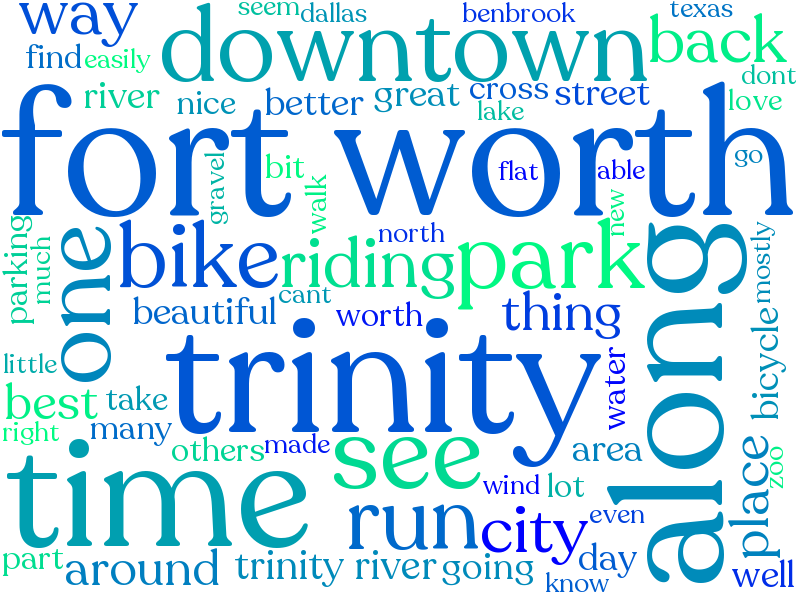 way
seem
dallas
benbrook
texas
find
easily
downtown
back
dont
river
nice
better
great
cross
street
love
lake
fort worth
gravel
bit
walk
flat
able
go
new
parking
much
one
bike
riding
north
park
along
mostly
cant
beautiful
worth
thing
trinity
water
bicycle
little
best
take
right
many
others
made
see
area
place
zoo
time
wind
lot
run
city
even
part
around
trinity river
going
day
know
well